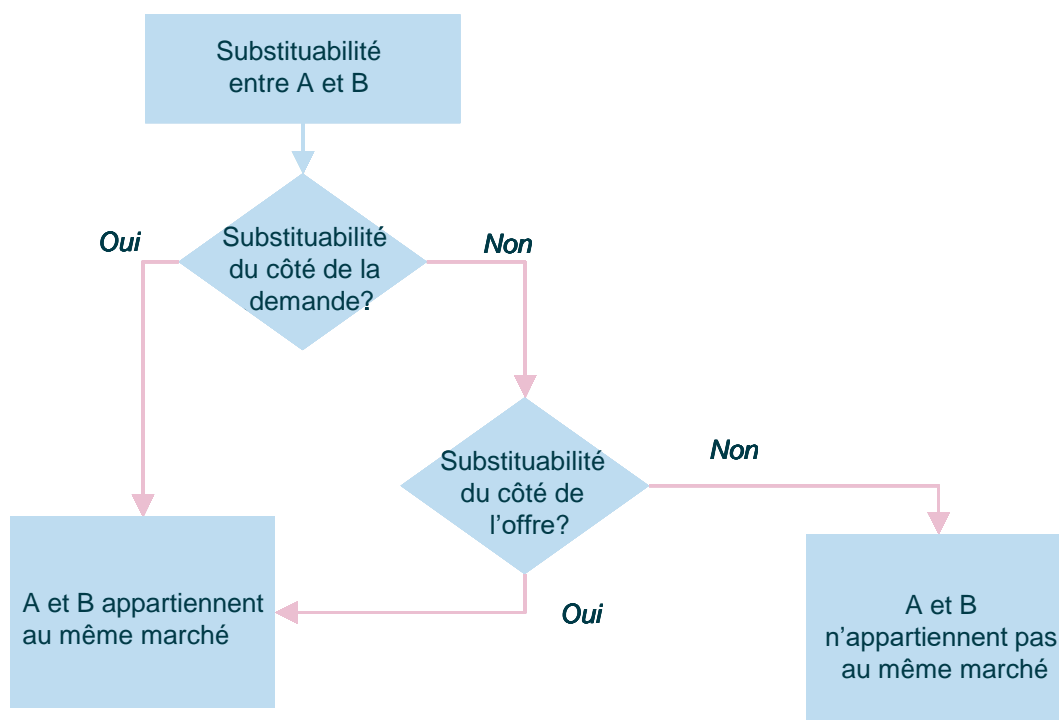 Substituabilité
entre A et B
Oui
Substituabilité
du côté de la
demande?
Non
Substituabilité
du côté de
l’offre?
Non
A et B appartiennent
au même marché
Oui
A et B
n’appartiennent pas
au même marché